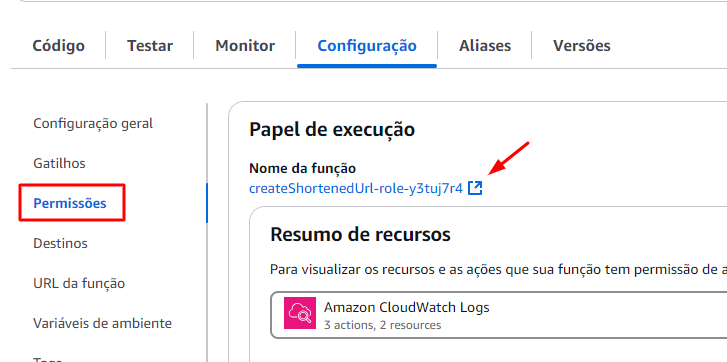 Código
Testar
Monitor
Configuração
Aliases
Versões
Configuração geral
Gatilhos
Permissões
Destinos
URL da função
Variáveis de ambiente
Papel de execução
Nome da função
createShortenedUrl-role-y3tuj7r4
Resumo de recursos
Para visualizar os recursos e as ações que sua função tem permissão de a
Amazon CloudWatch Logs
3 actions, 2 resources